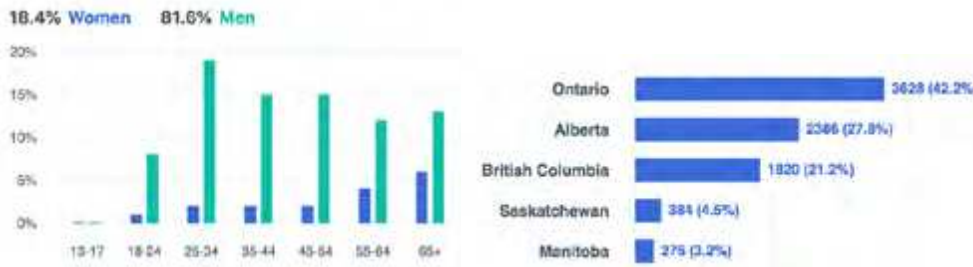 18.4% Women 81.6% Men
20%
15%
10%
5%
0%
13-17 18-24 25-34 35-44 45-54 55-64 65+
Ontario 3628 (42.2%
Alberta 2386 (27.8%)
British Columbia 1820 (21.2%)
Saskatchewan 384 (4.5%)
Manitoba 275 (3.2%)